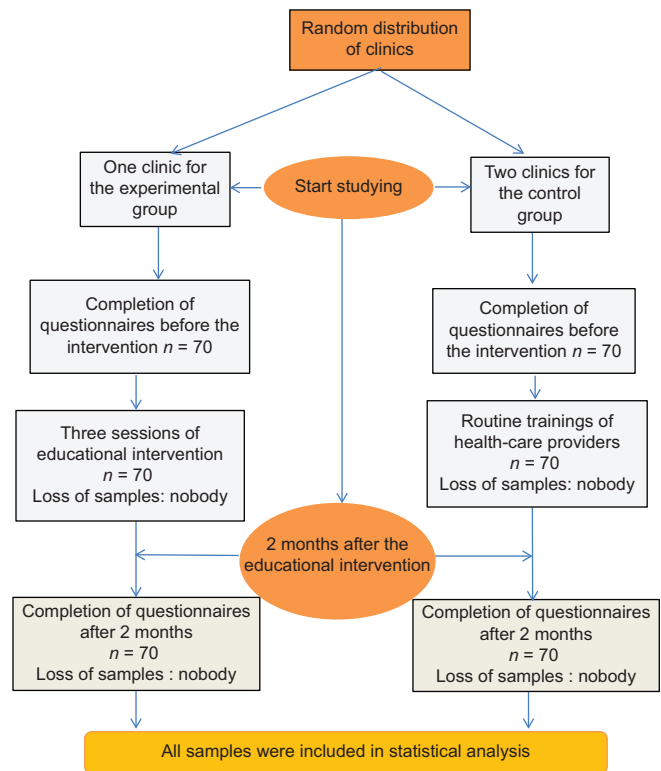 Random distribution
of clinics
One clinic for
the experimental
group
Start studying
Two clinics for
the control
group
Completion of
questionnaires before the
intervention n = 70
Completion of
questionnaires before
the intervention n = 70
Three sessions of
educational intervention
n = 70
Loss of samples: nobody
Routine trainings of
health-care providers
n = 70
Loss of samples: nobody
2 months after the
educational intervention
Completion of questionnaires
after 2 months
n = 70
Loss of samples : nobody
Completion of questionnaires
after 2 months
n = 70
Loss of samples : nobody
All samples were included in statistical analysis